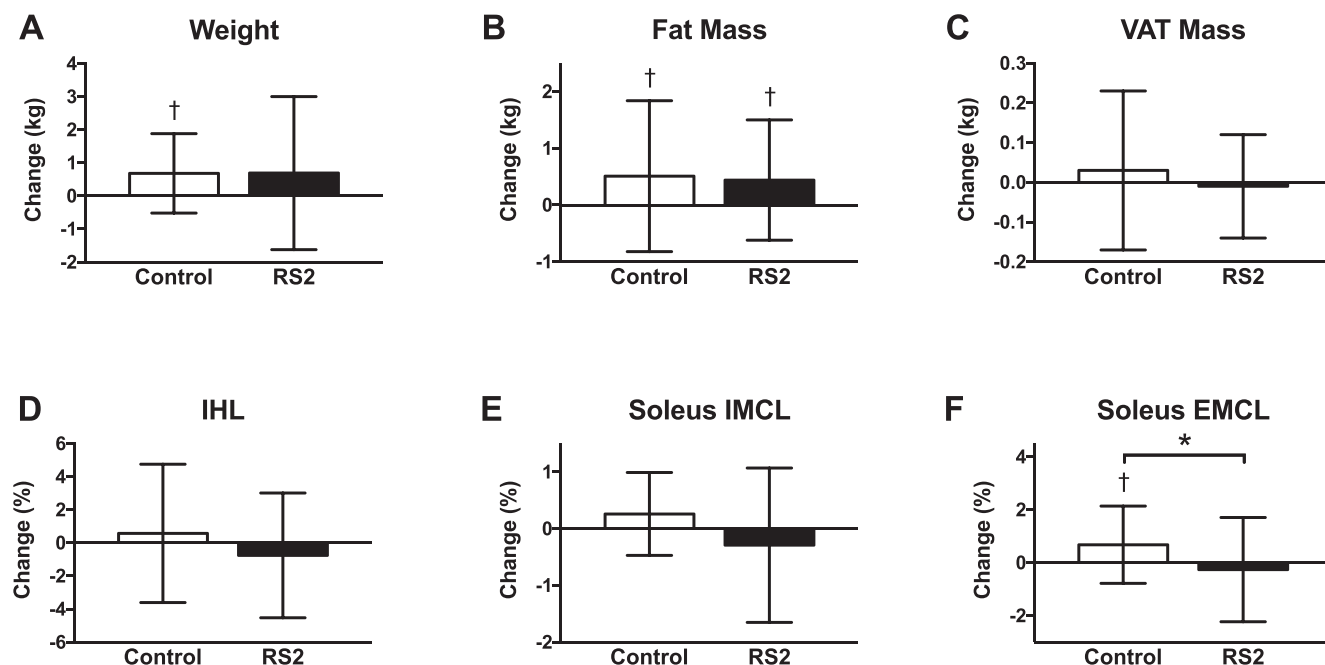 A Weight
Change (kg)
4
3
2
1
0
-1
-2
†
Control RS2
B Fat Mass
Change (kg)
2
1
0
-1
† †
Control RS2
C VAT Mass
Change (kg)
0.3
0.2
0.1
0.0
-0.1
-0.2
Control RS2
D IHL
Change (%)
6
4
2
0
-2
-4
-6
Control RS2
E Soleus IMCL
Change (%)
1
0
-1
-2
Control RS2
F Soleus EMCL
Change (%)
4
2
0
-2
*
†
Control RS2